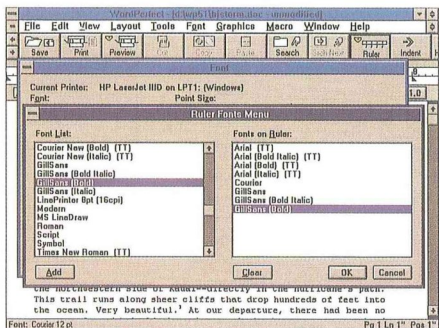 WordPerfect - [d:\wp51\bjstorm.doc - unmodified]
File Edit View Layout Tools Font Graphics Macro Window Help
Save Print Preview Cut Copy Paste Search Ruler Indent
Font
Current Printer: HP LaserJet IIID on LPT1: (Windows)
Font: Point Size:
1.0
Ruler Fonts Menu
Font List: Fonts on Ruler:
Courier New (Bold) (TT) Arial (TT)
Courier New (Italic) (TT) Arial (Bold Italic) (TT)
GillSans Arial (Bold) (TT)
GillSans (Bold Italic) Arial (Italic) (TT)
GillSans (Bold) Courier
GillSans (Italic) GillSans
LinePrinter 8pt (16cpi) GillSans (Bold Italic)
Modern GillSans (Bold)
MS LineDraw
Roman
Script
Symbol
Times New Roman (TT)
Add Clear OK Cancel
the northwestern side of Kauai--directly in the hurricane's path.
This trail runs along sheer cliffs that drop hundreds of feet into
the ocean. Very beautiful.' At our departure, there had been no
Font: Courier 12 pt Pg 1 Ln 1" Pos 1"